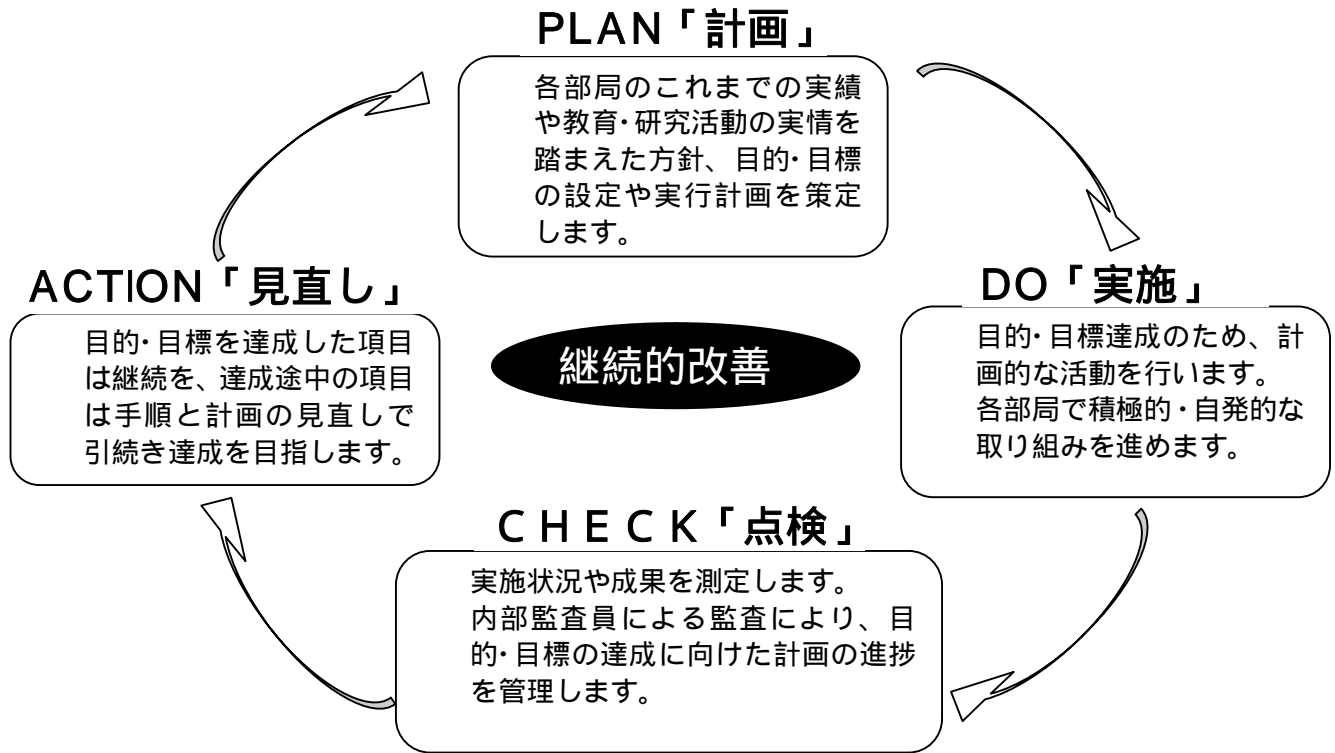 PLAN「計画」
各部局のこれまでの実績
や教育・研究活動の実情を
踏まえた方針、目的・目標
の設定や実行計画を策定
します。
ACTION「見直し」
目的・目標を達成した項目
は継続を、達成途中の項目
は手順と計画の見直しで
引続き達成を目指します。
継続的改善
DO「実施」
目的・目標達成のため、計
画的な活動を行います。
各部局で積極的・自発的な
取り組みを進めます。
ＣＨＥＣＫ「点検」
実施状況や成果を測定します。
内部監査員による監査により、目
的・目標の達成に向けた計画の進捗
を管理します。